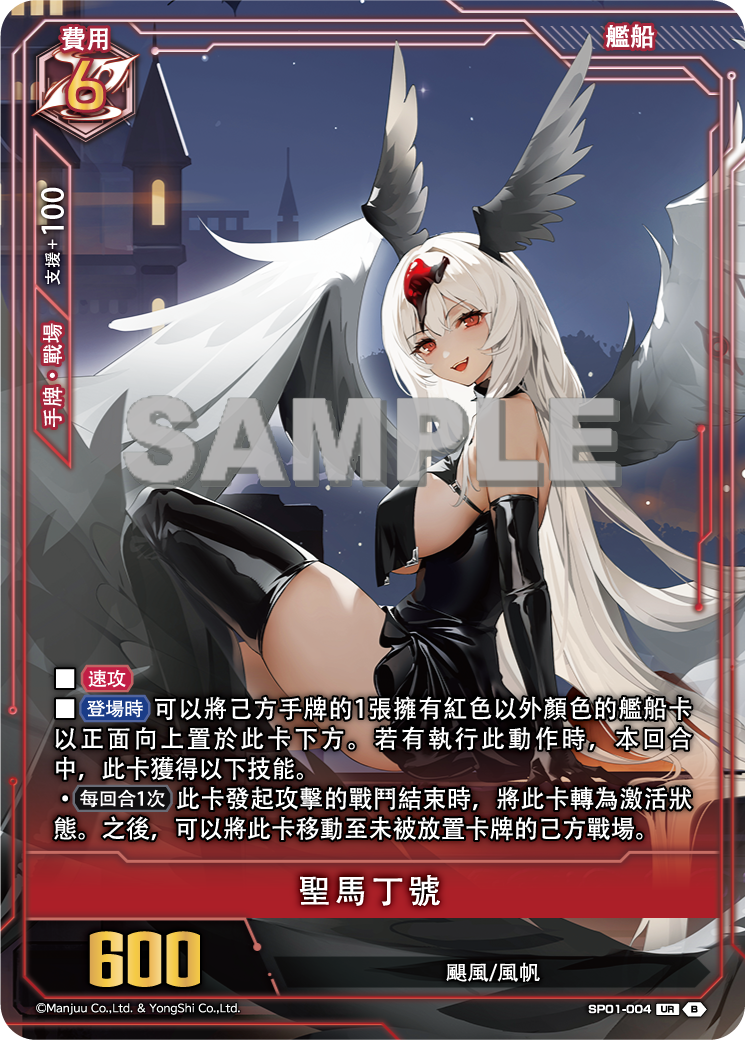 費用
艦船
6
支援+100
手牌・戰場
SAMPLE
■ 速攻
■ 登場時 可以將己方手牌的1張擁有紅色以外顏色的艦船卡
以正面向上置於此卡下方。若有執行此動作時，本回合
中，此卡獲得以下技能。
・每回合1次 此卡發起攻擊的戰鬥結束時，將此卡轉為激活狀
態。之後，可以將此卡移動至未被放置卡牌的己方戰場。
聖馬丁號
600
颶風/風帆
©Manjuu Co.,Ltd. & YongShi Co.,Ltd.
SP01-004 UR B